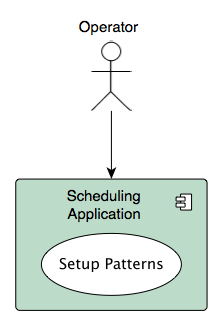 Operator
Scheduling
Application
Setup Patterns